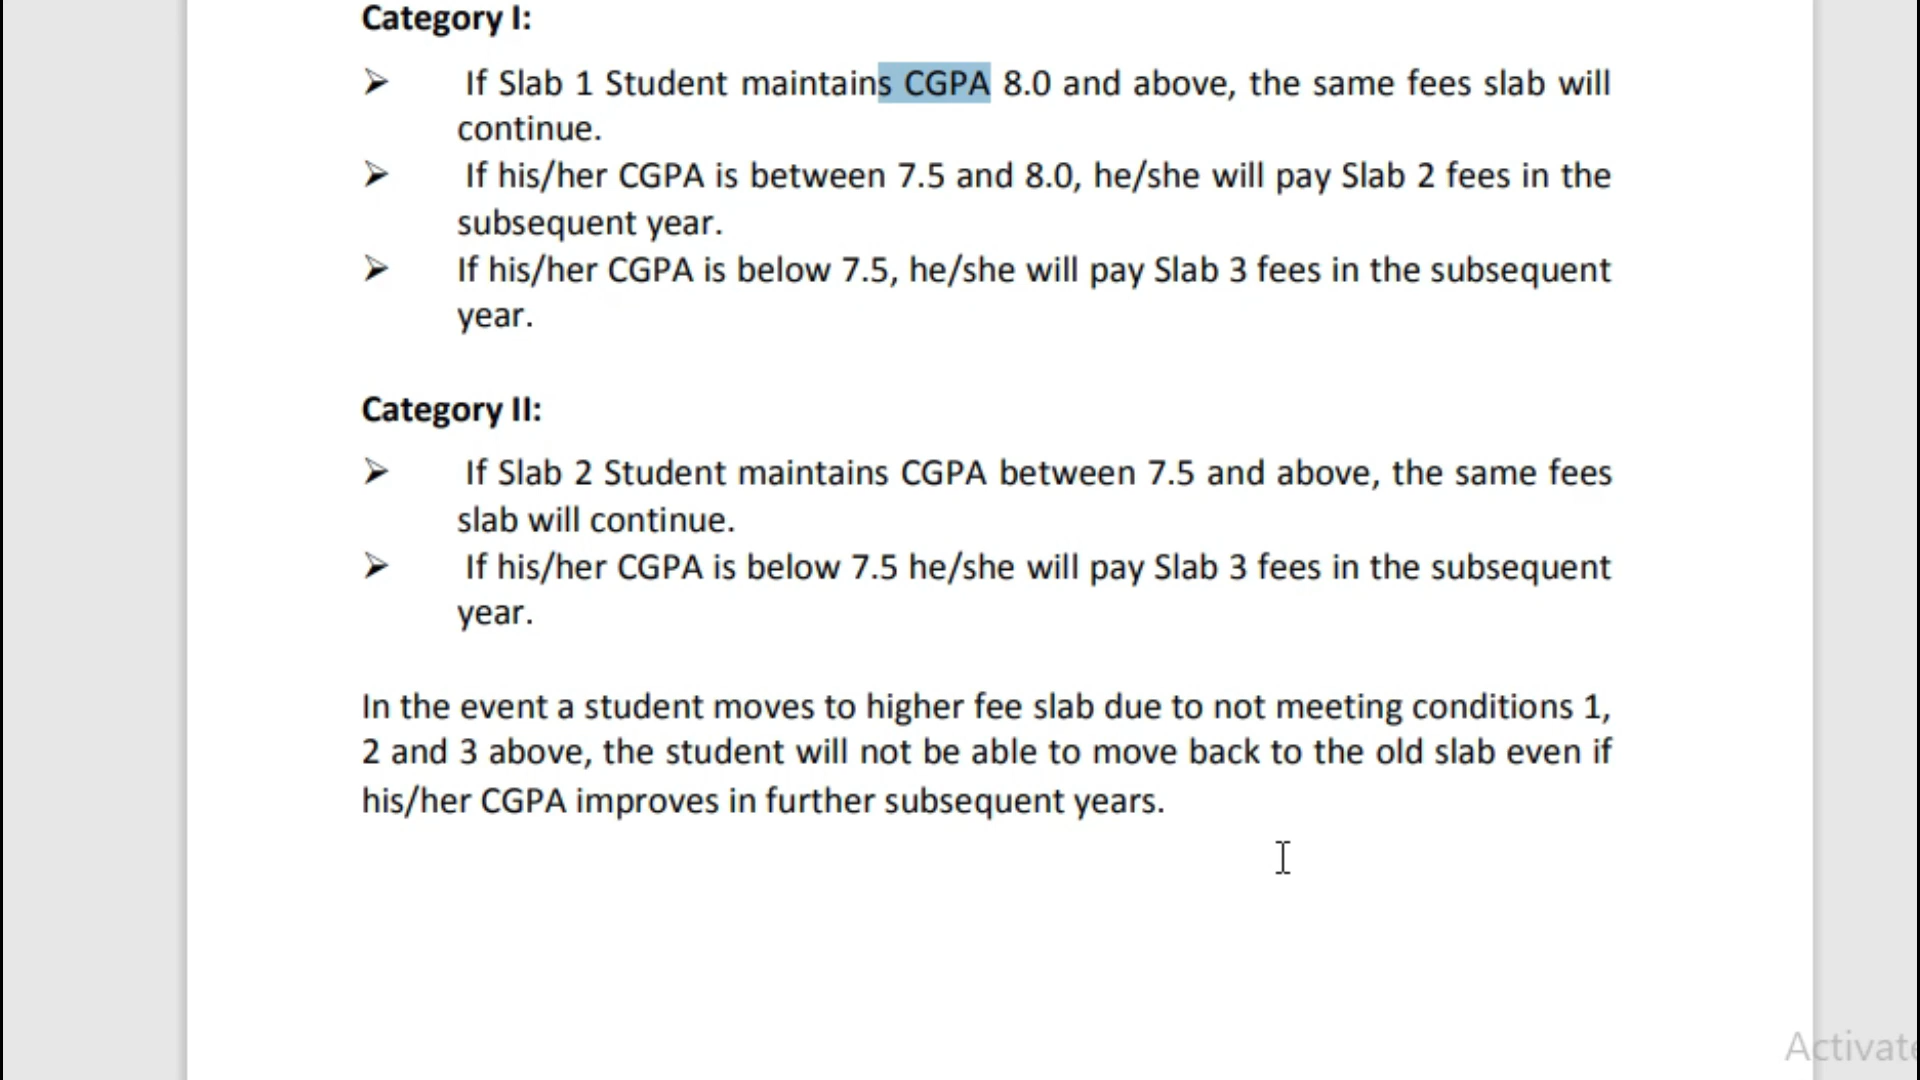 Category I:
➤ If Slab 1 Student maintains CGPA 8.0 and above, the same fees slab will
continue.
➤ If his/her CGPA is between 7.5 and 8.0, he/she will pay Slab 2 fees in the
subsequent year.
➤ If his/her CGPA is below 7.5, he/she will pay Slab 3 fees in the subsequent
year.
Category II:
➤ If Slab 2 Student maintains CGPA between 7.5 and above, the same fees
slab will continue.
➤ If his/her CGPA is below 7.5 he/she will pay Slab 3 fees in the subsequent
year.
In the event a student moves to higher fee slab due to not meeting conditions 1,
2 and 3 above, the student will not be able to move back to the old slab even if
his/her CGPA improves in further subsequent years.
Activate